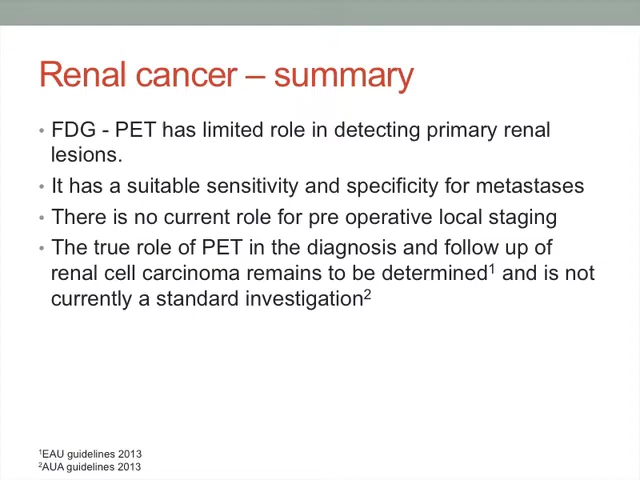 Renal cancer – summary
• FDG - PET has limited role in detecting primary renal
lesions.
• It has a suitable sensitivity and specificity for metastases
• There is no current role for pre operative local staging
• The true role of PET in the diagnosis and follow up of
renal cell carcinoma remains to be determined¹ and is not
currently a standard investigation²
¹EAU guidelines 2013
²AUA guidelines 2013